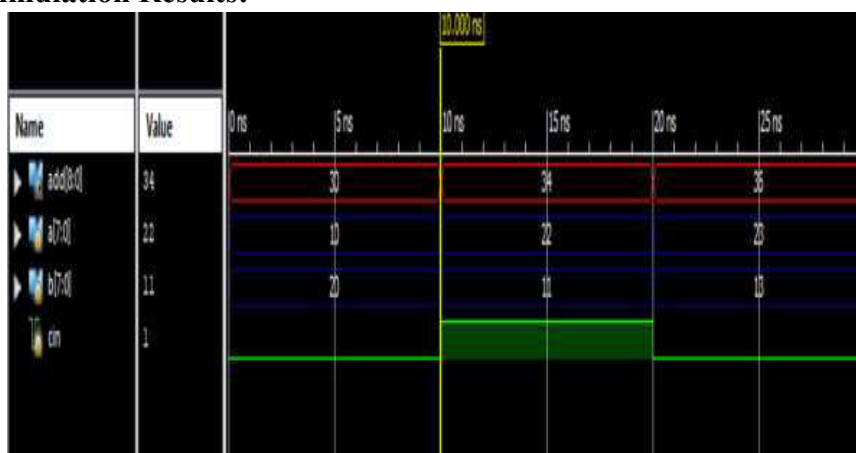 mulation Results:
10.000 ns
Name Value 0 ns 5 ns 10 ns 15 ns 20 ns 25 ns
add[8:0] 34 30 34 36
a[7:0] 22 10 22 23
b[7:0] 11 20 11 13
cin 1